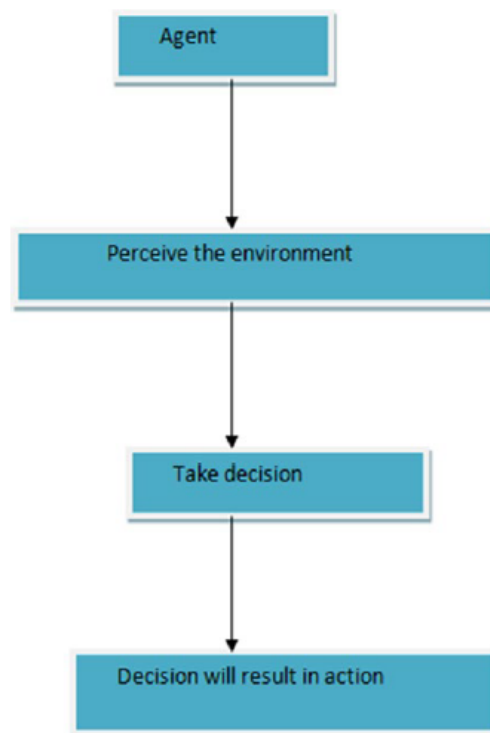 Agent
Perceive the environment
Take decision
Decision will result in action